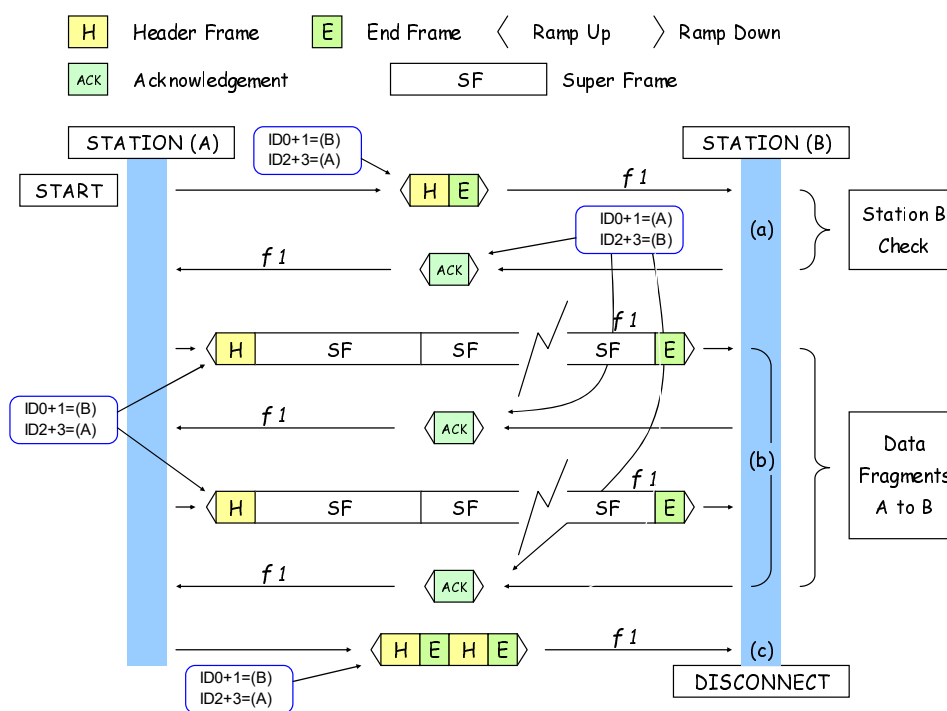 H Header Frame E End Frame Ramp Up Ramp Down
ACK Acknowledgement SF Super Frame
STATION (A)
ID0+1=(B)
ID2+3=(A)
STATION (B)
START
H E
f 1
ID0+1=(A)
ID2+3=(B)
(a)
Station B
Check
f 1
ACK
f 1
H SF SF SF E
ID0+1=(B)
ID2+3=(A)
f 1
ACK
(b)
Data
Fragments
A to B
f 1
H SF SF SF E
f 1
ACK
H E H E
f 1
(c)
ID0+1=(B)
ID2+3=(A)
DISCONNECT